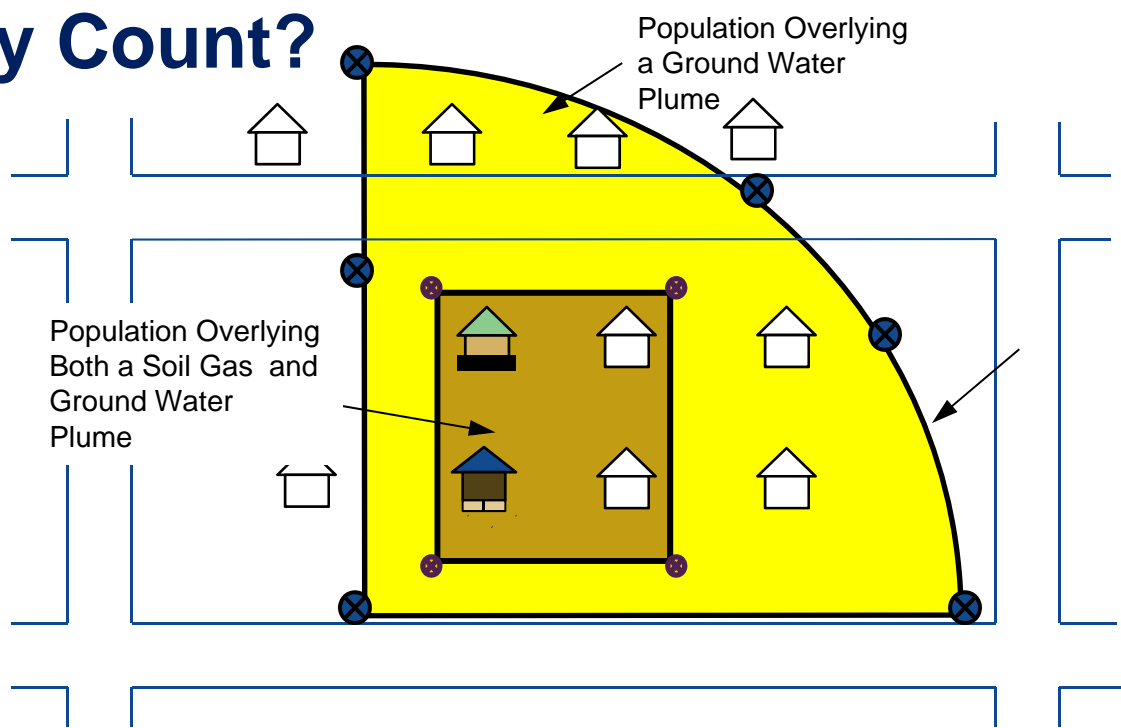 y Count?
Population Overlying
a Ground Water
Plume
Population Overlying
Both a Soil Gas and
Ground Water
Plume